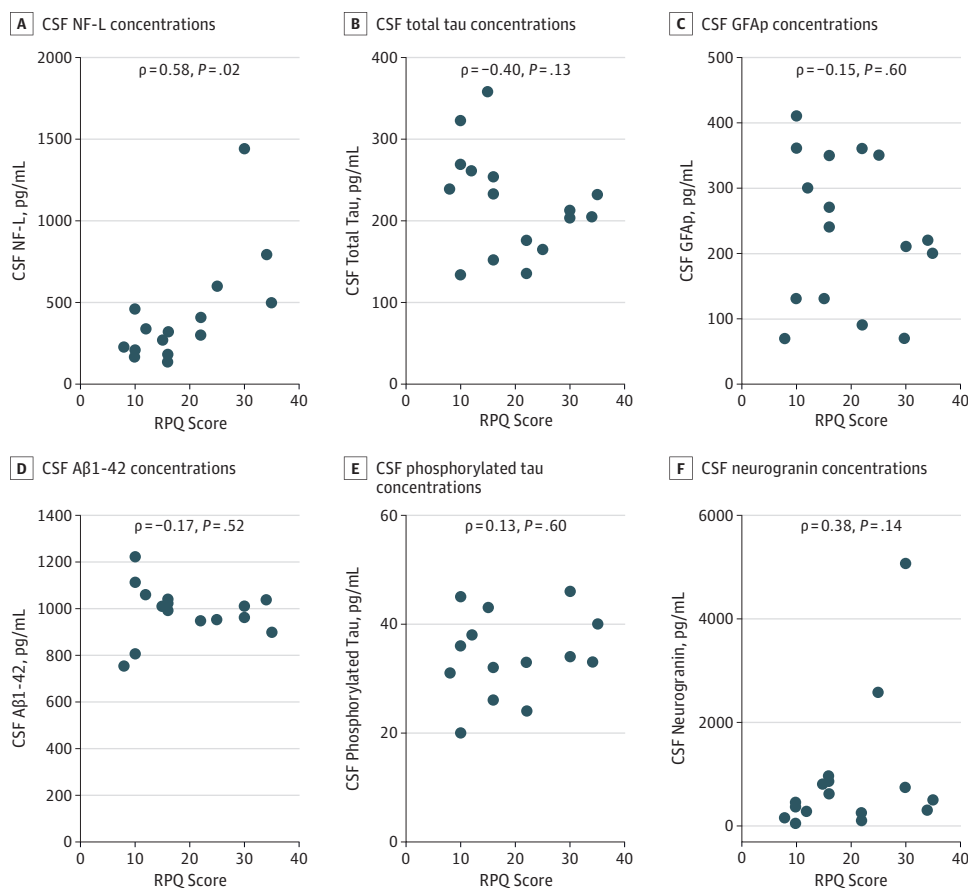 A CSF NF-L concentrations
ρ=0.58, P=.02
CSF NF-L, pg/mL
2000
1500
1000
500
0
0 10 20 30 40
RPQ Score
B CSF total tau concentrations
ρ=−0.40, P=.13
CSF Total Tau, pg/mL
400
300
200
100
0
0 10 20 30 40
RPQ Score
C CSF GFAp concentrations
ρ=−0.15, P=.60
CSF GFAp, pg/mL
500
400
300
200
100
0
0 10 20 30 40
RPQ Score
D CSF Aβ1-42 concentrations
ρ=−0.17, P=.52
CSF Aβ1-42, pg/mL
1400
1200
1000
800
600
400
200
0
0 10 20 30 40
RPQ Score
E CSF phosphorylated tau
concentrations
ρ=0.13, P=.60
CSF Phosphorylated Tau, pg/mL
60
40
20
0
0 10 20 30 40
RPQ Score
F CSF neurogranin concentrations
ρ=0.38, P=.14
CSF Neurogranin, pg/mL
6000
4000
2000
0
0 10 20 30 40
RPQ Score